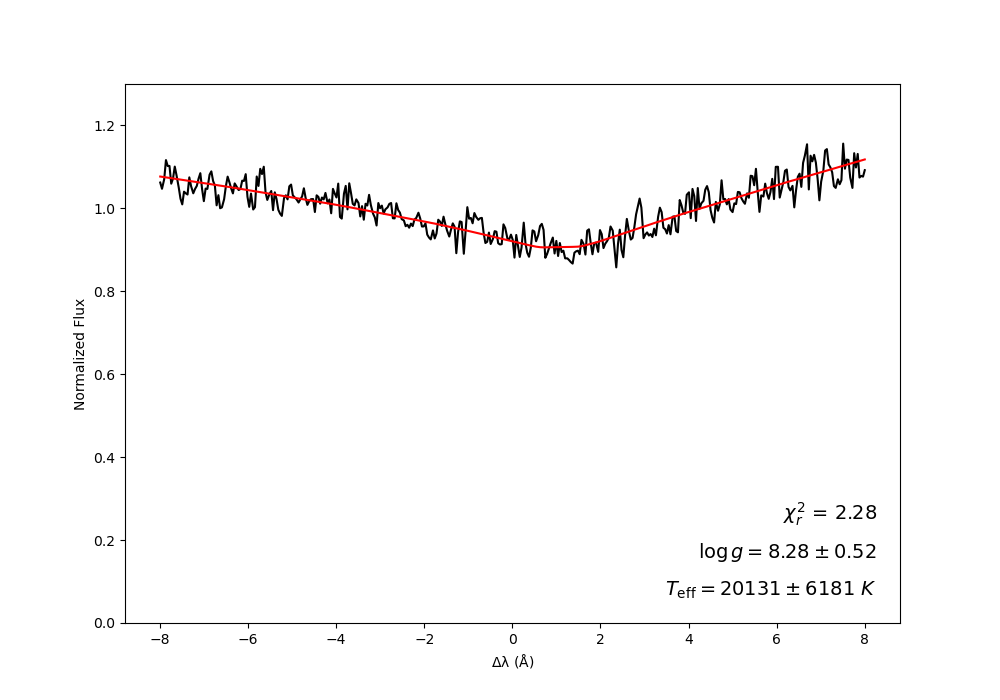 1.2
1.0
0.8
0.6
0.4
0.2
0.0
Normalized Flux
χ²ᵣ = 2.28
log g = 8.28 ± 0.52
T_eff = 20131 ± 6181 K
−8 −6 −4 −2 0 2 4 6 8
Δλ (Å)